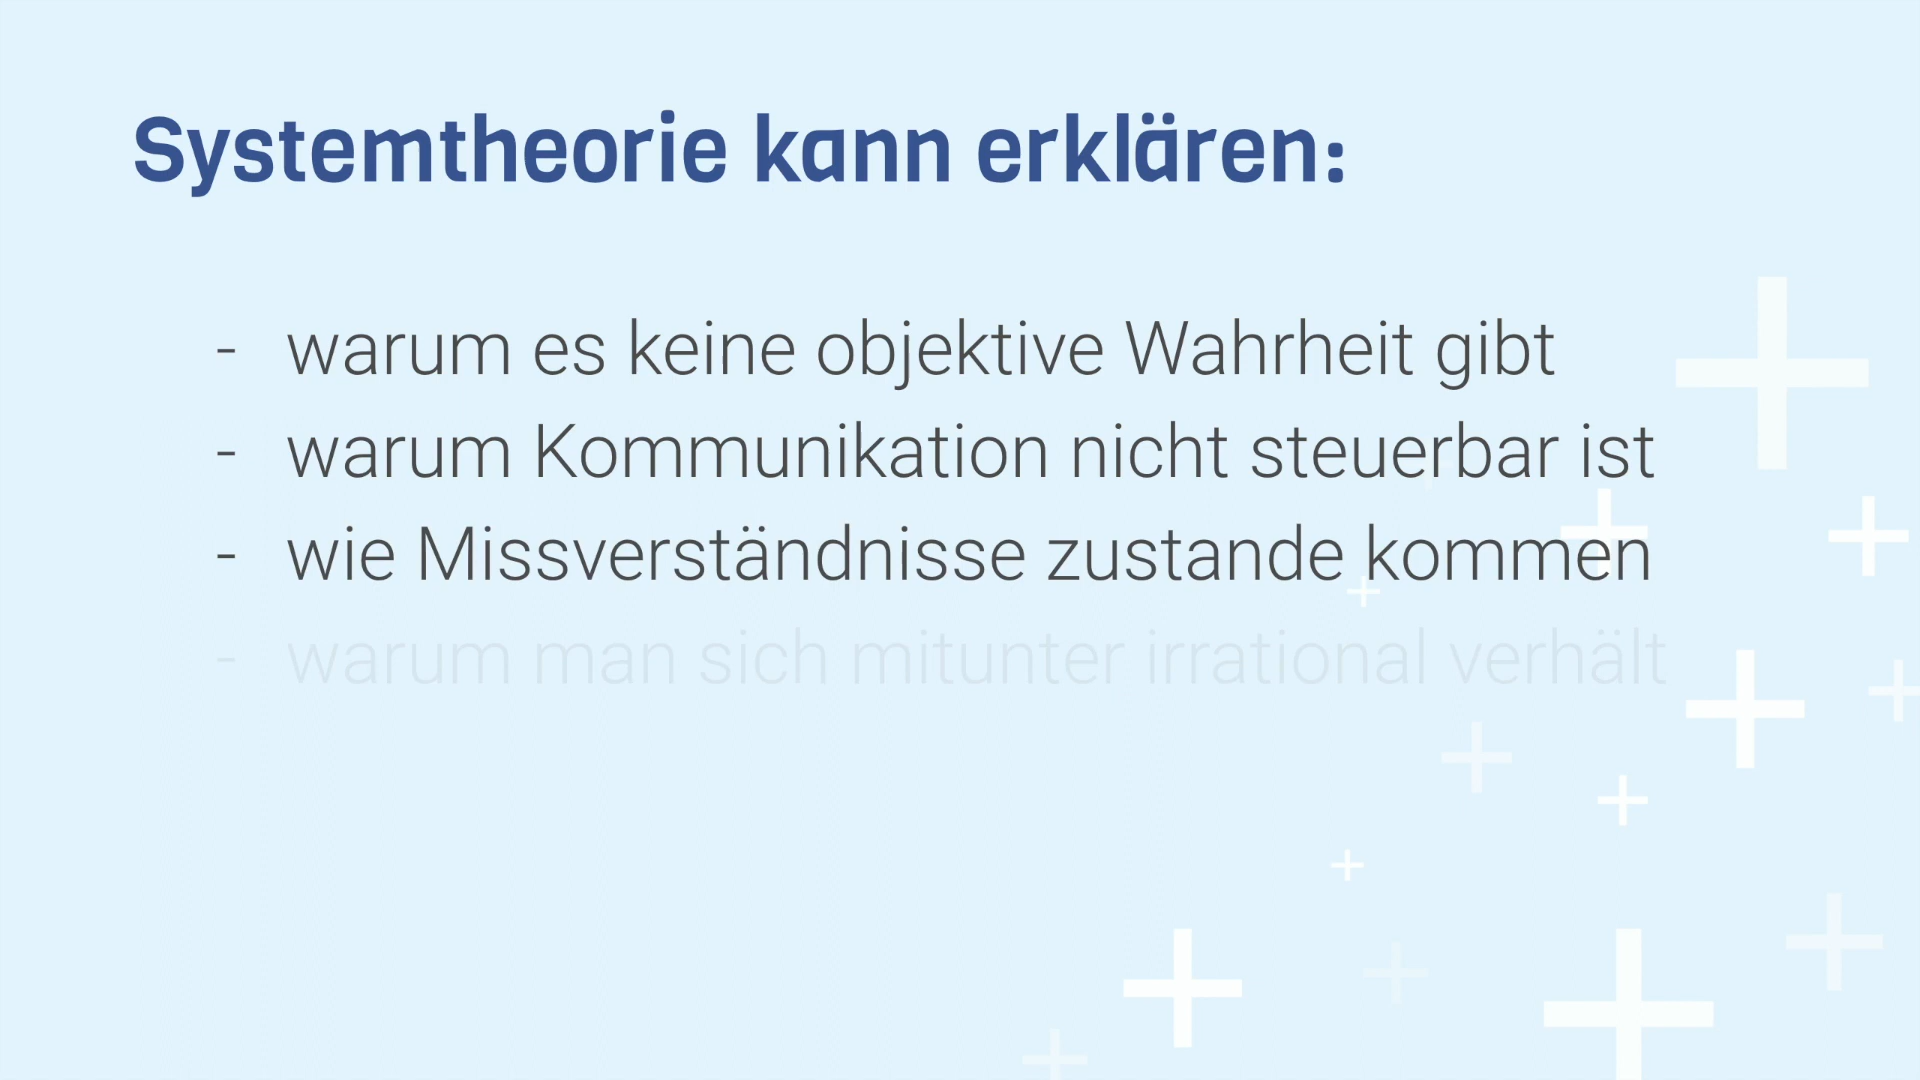 Systemtheorie kann erklären:
- warum es keine objektive Wahrheit gibt
- warum Kommunikation nicht steuerbar ist
- wie Missverständnisse zustande kommen
- warum man sich mitunter irrational verhält